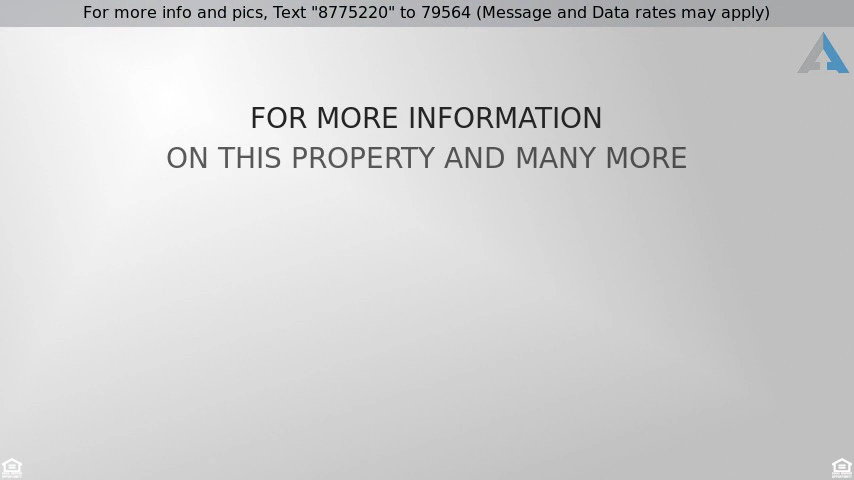 For more info and pics, Text "8775220" to 79564 (Message and Data rates may apply)
FOR MORE INFORMATION
ON THIS PROPERTY AND MANY MORE